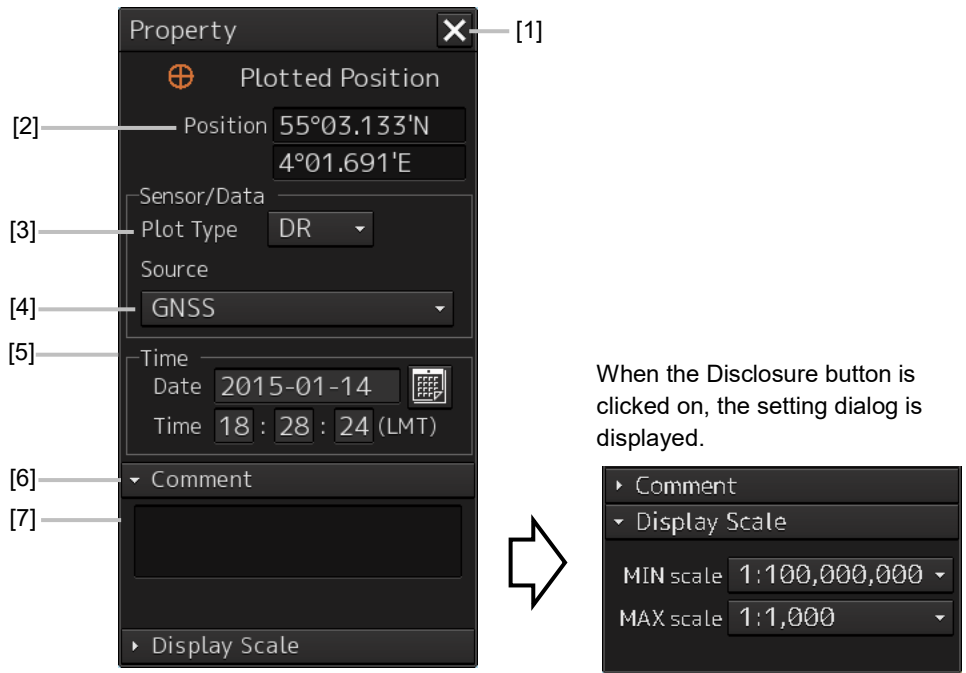 Property
[1]
Plotted Position
[2]
Position 55°03.133'N
4°01.691'E
Sensor/Data
[3]
Plot Type DR
Source
[4]
GNSS
[5]
Time
Date 2015-01-14
Time 18 : 28 : 24 (LMT)
[6]
Comment
[7]
Display Scale
When the Disclosure button is
clicked on, the setting dialog is
displayed.
Comment
Display Scale
MIN scale 1:100,000,000
MAX scale 1:1,000